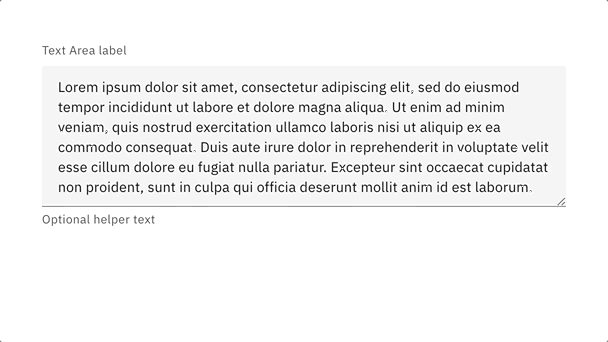 Text Area label
Lorem ipsum dolor sit amet, consectetur adipiscing elit, sed do eiusmod
tempor incididunt ut labore et dolore magna aliqua. Ut enim ad minim
veniam, quis nostrud exercitation ullamco laboris nisi ut aliquip ex ea
commodo consequat. Duis aute irure dolor in reprehenderit in voluptate velit
esse cillum dolore eu fugiat nulla pariatur. Excepteur sint occaecat cupidatat
non proident, sunt in culpa qui officia deserunt mollit anim id est laborum.
Optional helper text